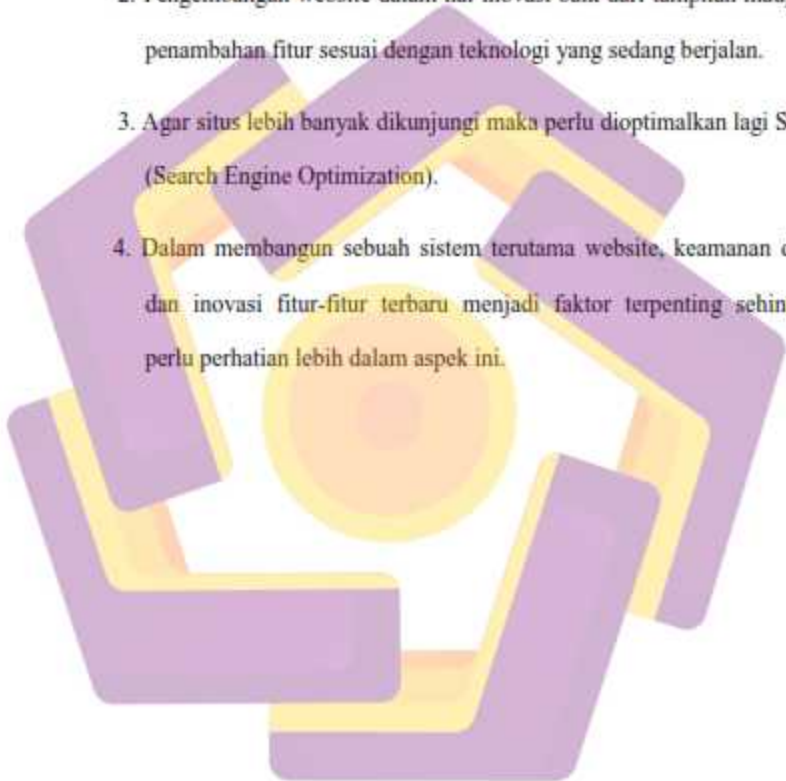 penambahan fitur sesuai dengan teknologi yang sedang berjalan.
3. Agar situs lebih banyak dikunjungi maka perlu dioptimalkan lagi
(Search Engine Optimization).
4. Dalam membangun sebuah sistem terutama website, keamanan
dan inovasi fitur-fitur terbaru menjadi faktor terpenting
perlu perhatian lebih dalam aspek ini.